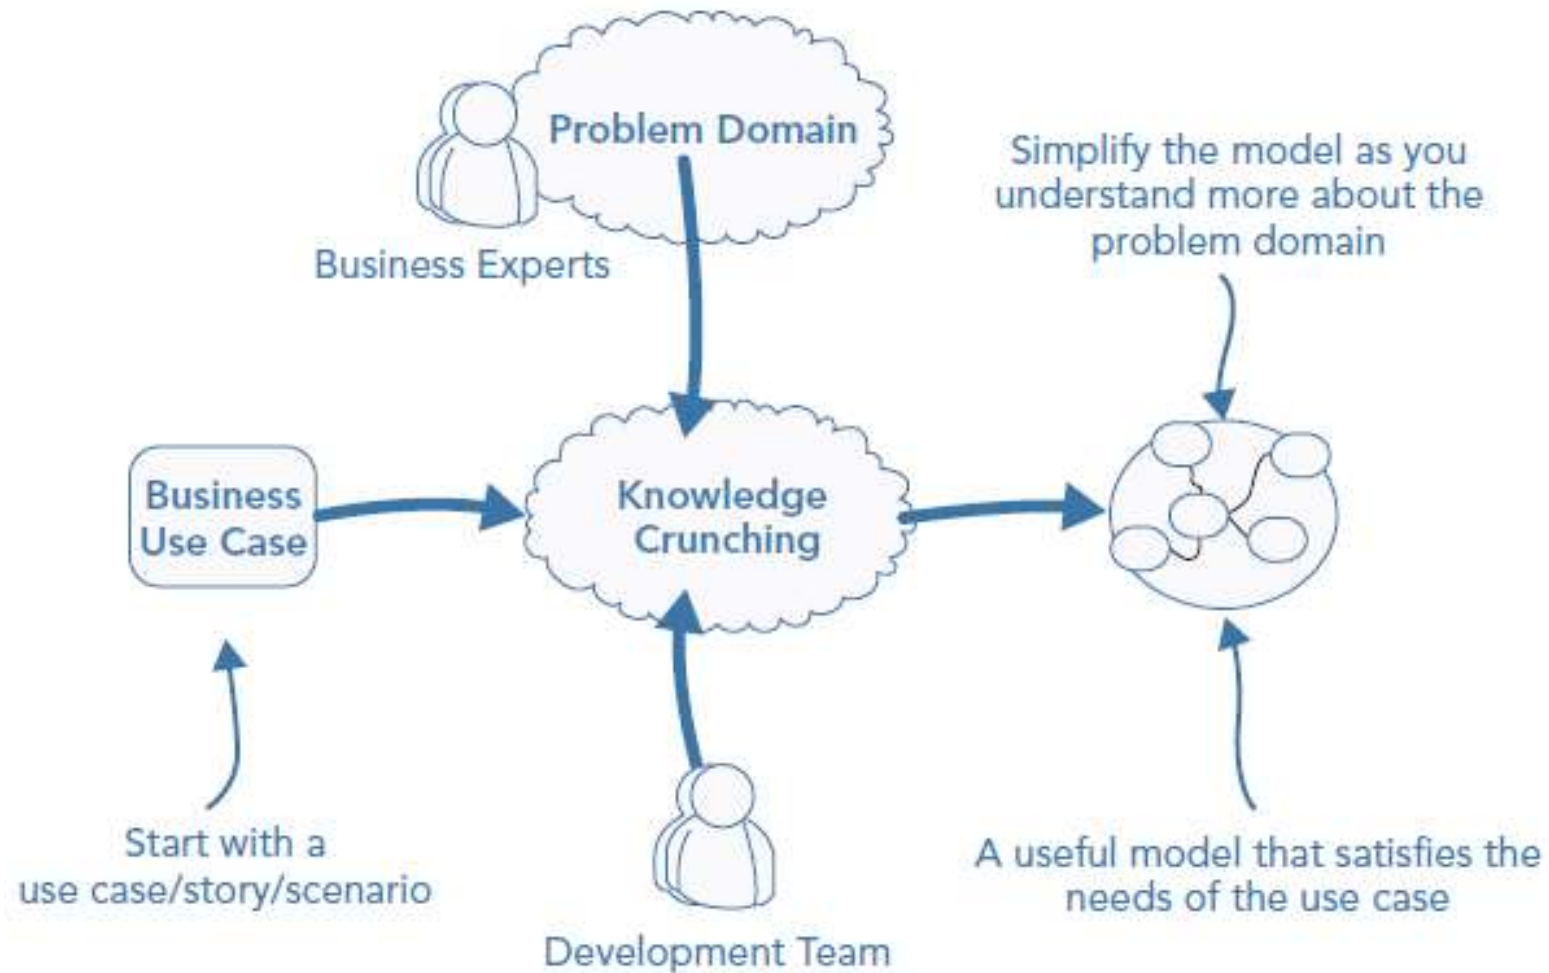 Problem Domain
Business Experts
Simplify the model as you
understand more about the
problem domain
Business
Use Case
Knowledge
Crunching
Start with a
use case/story/scenario
Development Team
A useful model that satisfies the
needs of the use case